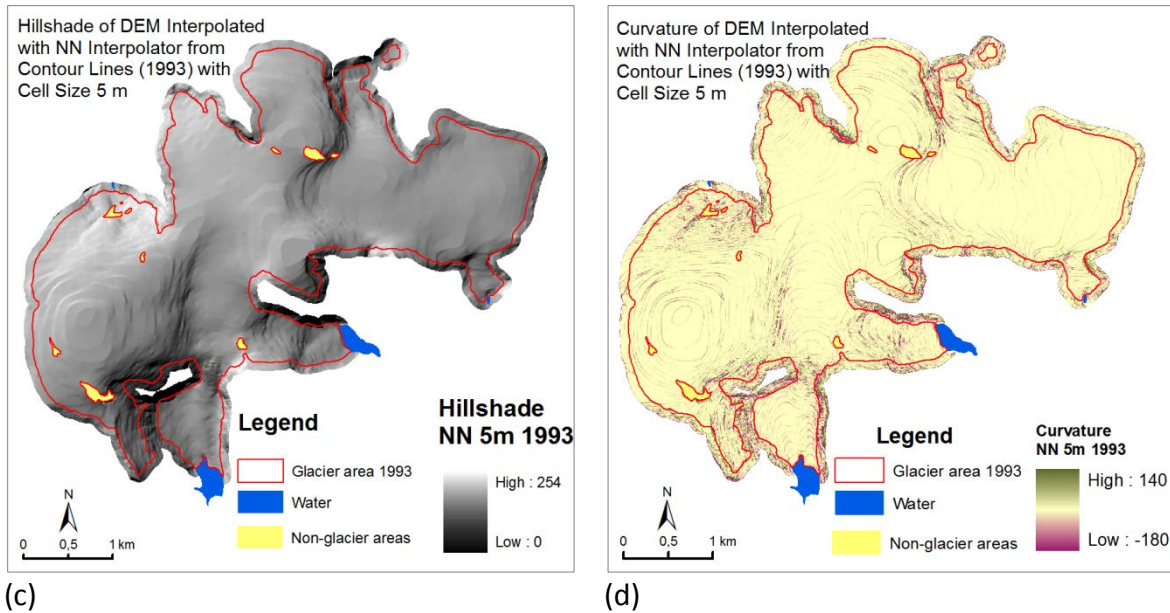 Hillshade of DEM Interpolated
with NN Interpolator from
Contour Lines (1993) with
Cell Size 5 m
Legend
Glacier area 1993
Water
Non-glacier areas
Hillshade
NN 5m 1993
High : 254
Low : 0
N
0 0,5 1 km
(c)
Curvature of DEM Interpolated
with NN Interpolator from
Contour Lines (1993) with
Cell Size 5 m
Legend
Glacier area 1993
Water
Non-glacier areas
Curvature
NN 5m 1993
High : 140
Low : -180
N
0 0,5 1 km
(d)